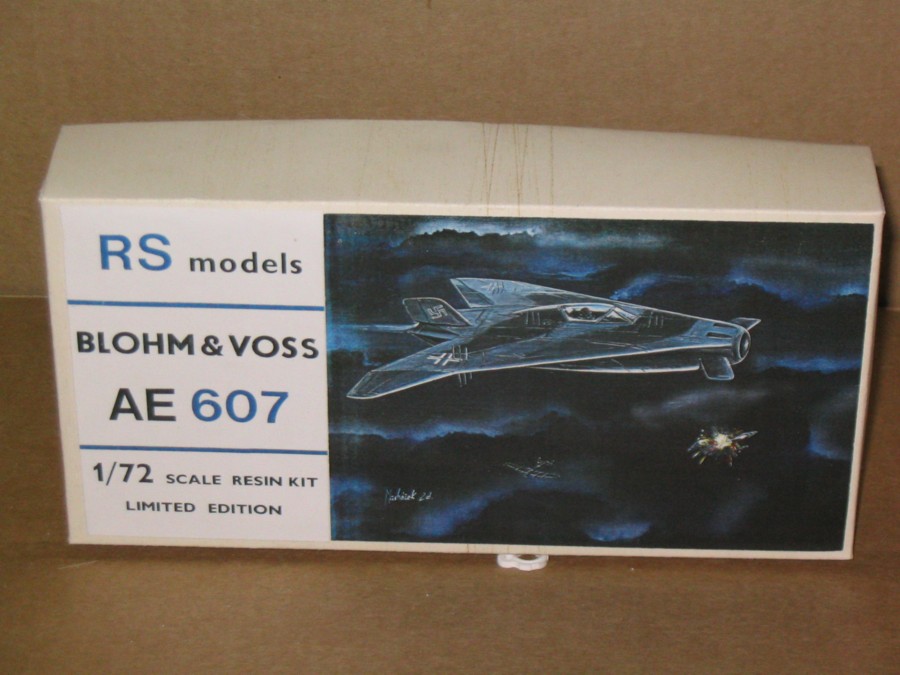 RS models
BLOHM & VOSS
AE 607
1/72 SCALE RESIN KIT
LIMITED EDITION